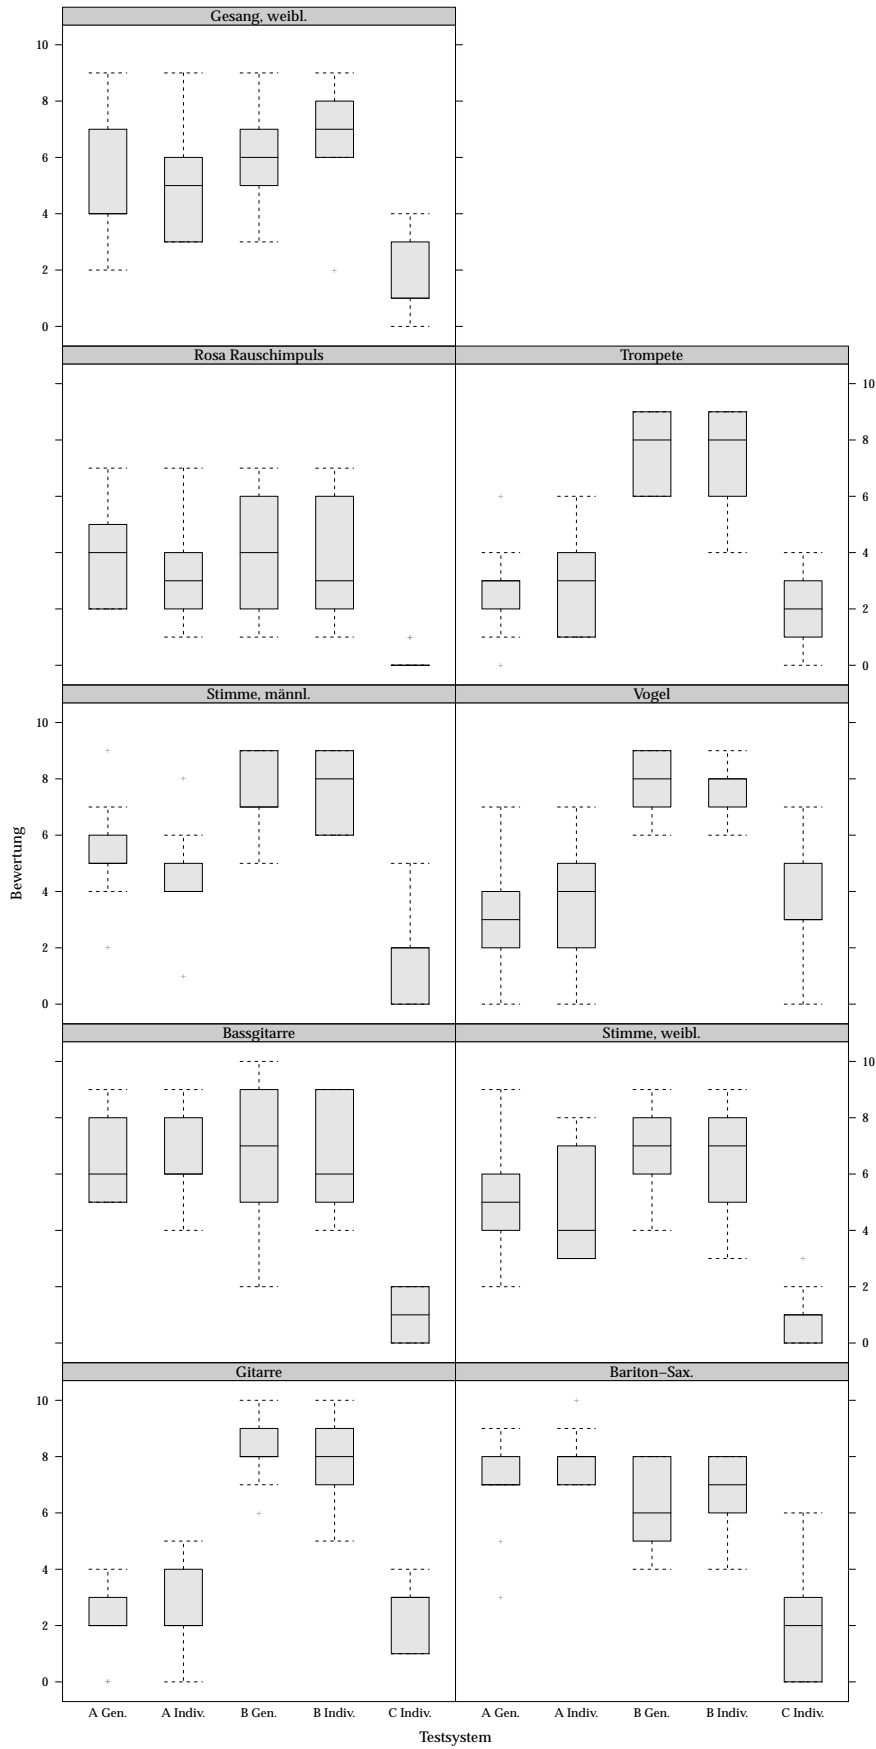 Gesang, weibl.
10
8
6
4
2
0
Rosa Rauschimpuls
Trompete
10
8
6
4
2
0
Stimme, männl.
Vogel
10
8
6
4
2
0
Bewertung
Bassgitarre
Stimme, weibl.
10
8
6
4
2
0
Gitarre
Bariton−Sax.
10
8
6
4
2
0
A Gen. A Indiv. B Gen. B Indiv. C Indiv. A Gen. A Indiv. B Gen. B Indiv. C Indiv.
Testsystem